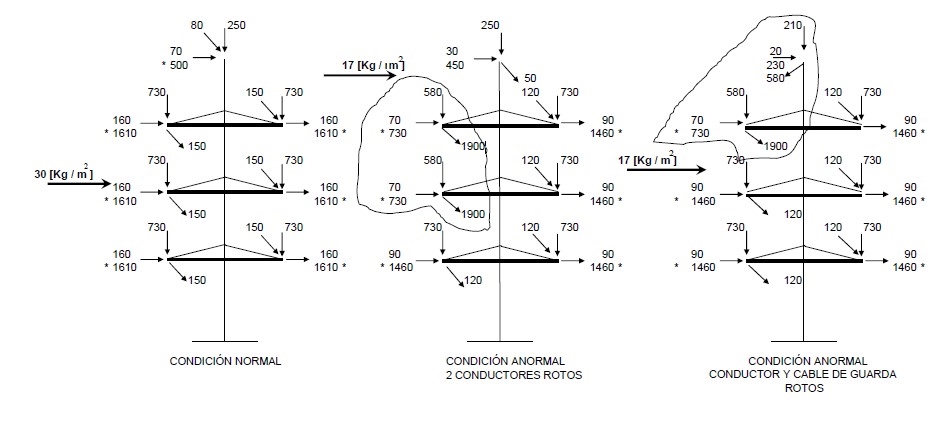 80 250
70
* 500
730 150 730
160 160
* 1610 1610 *
150
730 150 730
30 [Kg / m²]
160 160
* 1610 1610 *
150
730 150 730
160 160
* 1610 1610 *
150
CONDICIÓN NORMAL
250
30
450
17 [Kg / m²]
50
580 120 730
70 90
* 730 1460 *
1900
580 120 730
70 90
* 730 1460 *
1900
730 120 730
90 90
* 1460 1460 *
120
CONDICIÓN ANORMAL
2 CONDUCTORES ROTOS
210
20
230
580
580 120 730
70 90
* 730 1460 *
1900
17 [Kg / m²]
730 120 730
90 90
* 1460 1460 *
120
730 120 730
90 90
* 1460 1460 *
120
CONDICIÓN ANORMAL
CONDUCTOR Y CABLE DE GUARDA
ROTOS